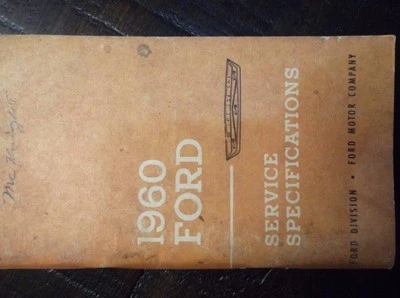 1960
FORD
SERVICE
SPECIFICATIONS
FORD DIVISION • FORD MOTOR COMPANY